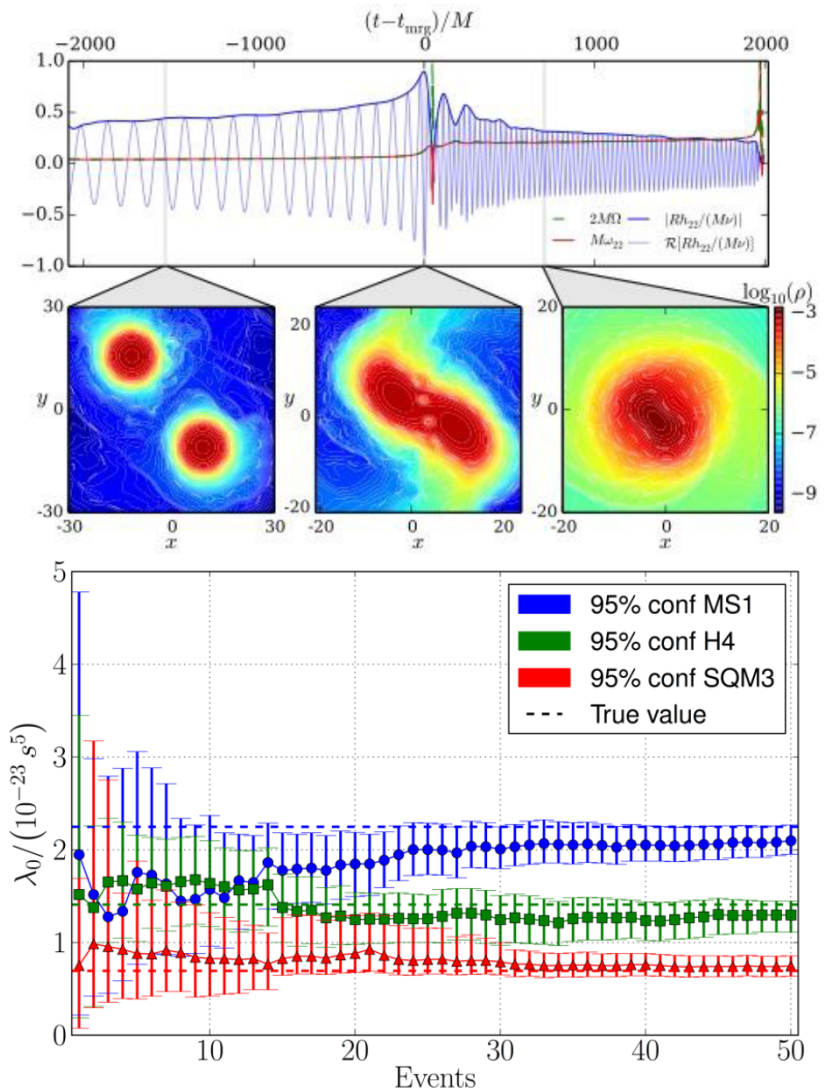 (t−t_mrg)/M
−2000 −1000 0 1000 2000
1.0
0.5
0.0
−0.5
−1.0
2MΩ |Rh₂₂/(Mν)|
Mω₂₂ ℛ[Rh₂₂/(Mν)]
log₁₀(ρ)
30
0
-30
y
-30 0 30
x
20
0
-20
y
-20 0 20
x
20
0
-20
y
-20 0 20
x
−3
−5
−7
−9
5
4
3
2
1
0
λ₀/(10⁻²³ s⁵)
95% conf MS1
95% conf H4
95% conf SQM3
True value
10 20 30 40 50
Events